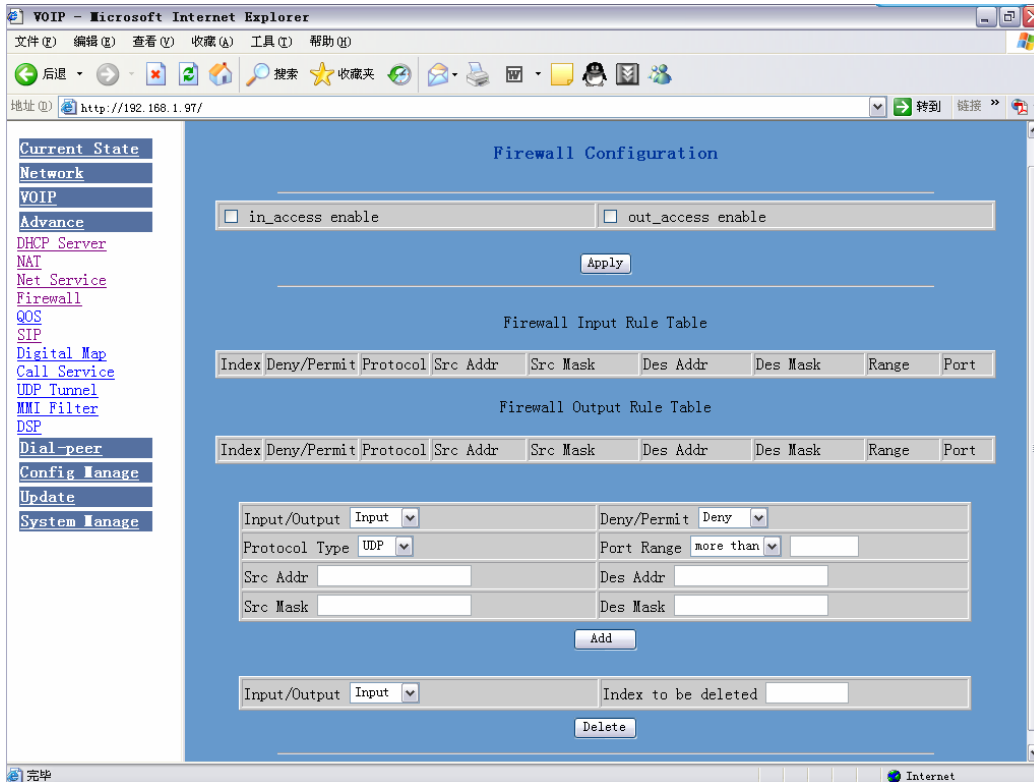 VOIP - Microsoft Internet Explorer
文件(F) 编辑(E) 查看(V) 收藏(A) 工具(T) 帮助(H)
后退 搜索 收藏夹
地址(D) http://192.168.1.97/ 转到 链接 »
Current State
Network
VOIP
Advance
DHCP Server
NAT
Net Service
Firewall
QOS
SIP
Digital Map
Call Service
UDP Tunnel
MMI Filter
DSP
Dial-peer
Config Manage
Update
System Manage
Firewall Configuration
in_access enable out_access enable
Apply
Firewall Input Rule Table
Index Deny/Permit Protocol Src Addr Src Mask Des Addr Des Mask Range Port
Firewall Output Rule Table
Index Deny/Permit Protocol Src Addr Src Mask Des Addr Des Mask Range Port
Input/Output Input Deny/Permit Deny
Protocol Type UDP Port Range more than
Src Addr Des Addr
Src Mask Des Mask
Add
Input/Output Input Index to be deleted
Delete
完毕 Internet